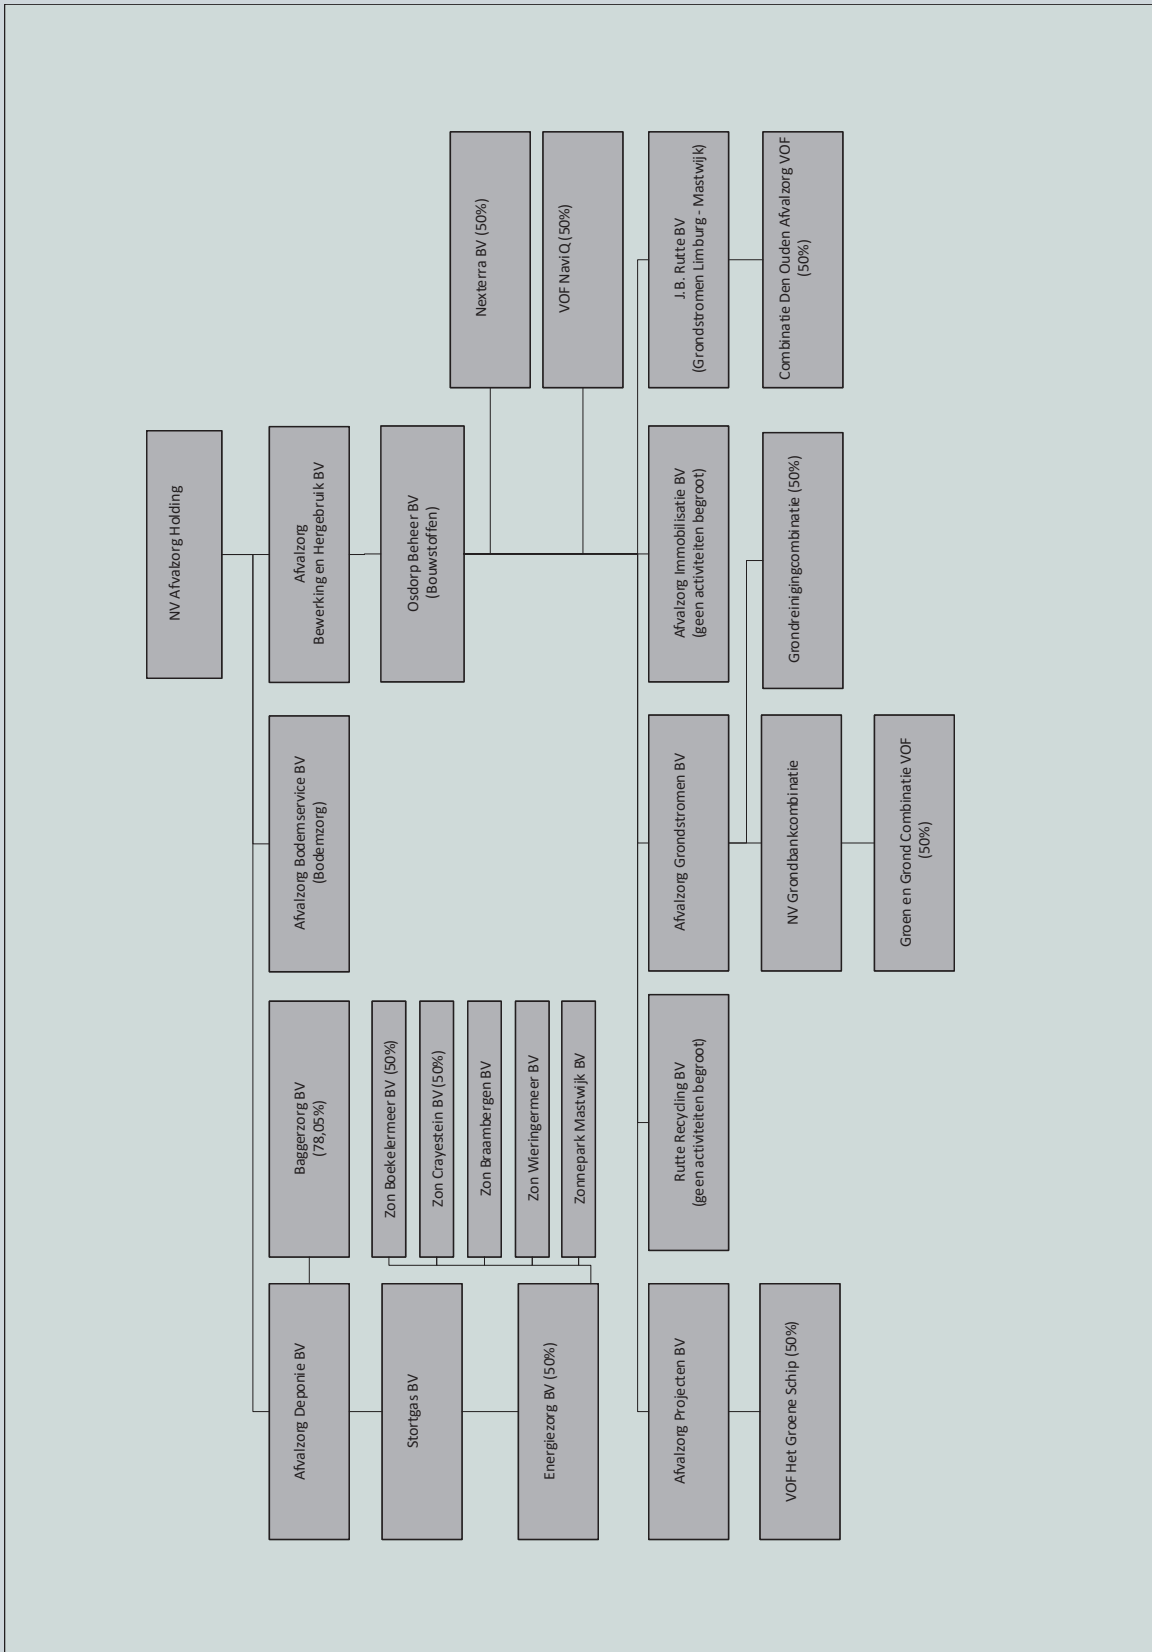 NV Afvalzorg Holding
Afvalzorg Deponie BV
Baggerzorg BV
(78,05%)
Afvalzorg Bodemservice BV
(Bodemzorg)
Afvalzorg
Bewerking en Hergebruik BV
Stortgas BV
Zon Boekelermeer BV (50%)
Zon Crayestein BV (50%)
Zon Braambergen BV
Zon Wieringermeer BV
Zonnepark Mastwijk BV
Energiezorg BV (50%)
Osdorp Beheer BV
(Bouwstoffen)
Nexterra BV (50%)
VOF NaviQ (50%)
Afvalzorg Projecten BV
Rutte Recycling BV
(geen activiteiten begroot)
Afvalzorg Grondstromen BV
Afvalzorg Immobilisatie BV
(geen activiteiten begroot)
J.B. Rutte BV
(Grondstromen Limburg - Mastwijk)
VOF Het Groene Schip (50%)
NV Grondbankcombinatie
Grondreinigingcombinatie (50%)
Combinatie Den Ouden Afvalzorg VOF
(50%)
Groen en Grond Combinatie VOF
(50%)